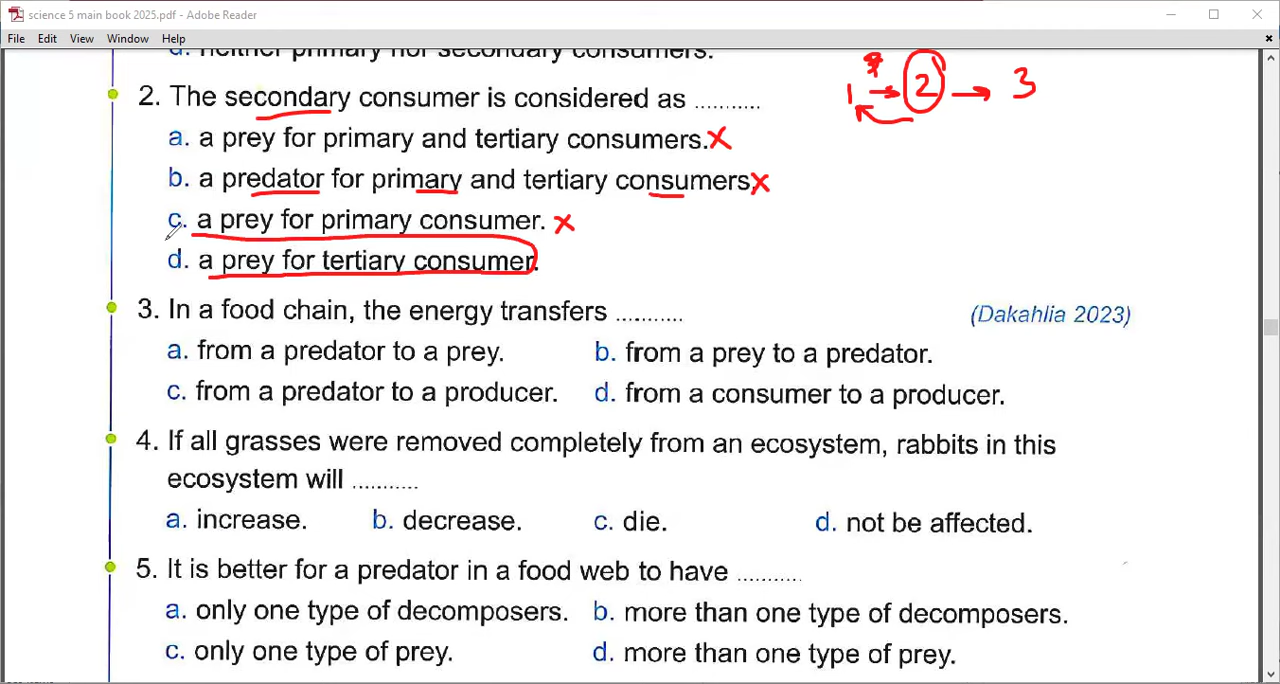 science 5 main book 2025.pdf - Adobe Reader
File Edit View Window Help
d. neither primary nor secondary consumers.
1 → 2 → 3
2. The secondary consumer is considered as ...........
a. a prey for primary and tertiary consumers. x
b. a predator for primary and tertiary consumers. x
c. a prey for primary consumer. x
d. a prey for tertiary consumer.
3. In a food chain, the energy transfers ........... (Dakahlia 2023)
a. from a predator to a prey. b. from a prey to a predator.
c. from a predator to a producer. d. from a consumer to a producer.
4. If all grasses were removed completely from an ecosystem, rabbits in this
ecosystem will ...........
a. increase. b. decrease. c. die. d. not be affected.
5. It is better for a predator in a food web to have ...........
a. only one type of decomposers. b. more than one type of decomposers.
c. only one type of prey. d. more than one type of prey.